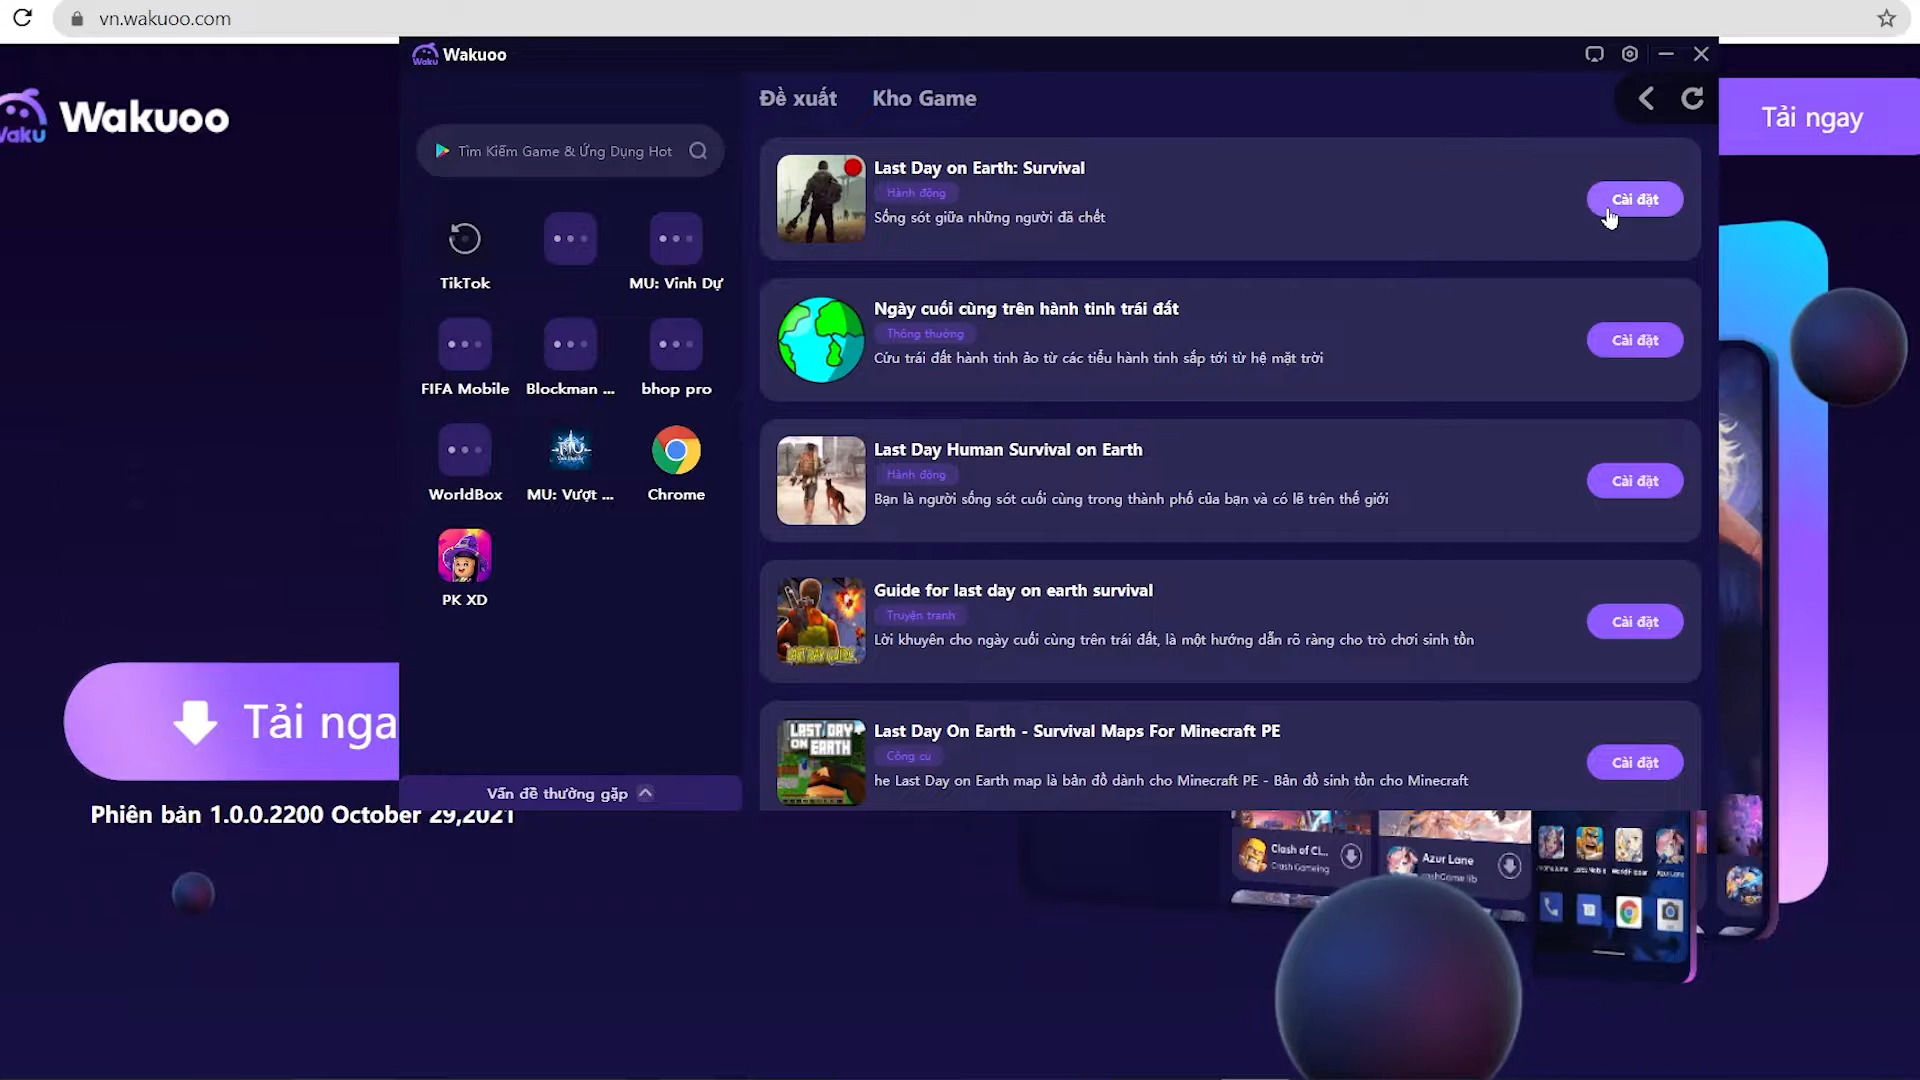 vn.wakuoo.com
Waku
Wakuoo
Wakuoo
Đề xuất
Kho Game
Tải ngay
Tìm Kiếm Game & Ứng Dụng Hot
TikTok
MU: Vinh Dự
FIFA Mobile
Blockman ...
bhop pro
WorldBox
MU: Vượt ...
Chrome
PK XD
Vấn đề thường gặp
Last Day on Earth: Survival
Hành động
Sống sót giữa những người đã chết
Cài đặt
Ngày cuối cùng trên hành tinh trái đất
Thông thường
Cứu trái đất hành tinh ảo từ các tiểu hành tinh sắp tới từ hệ mặt trời
Cài đặt
Last Day Human Survival on Earth
Hành động
Bạn là người sống sót cuối cùng trong thành phố của bạn và có lẽ trên thế giới
Cài đặt
LAST DAY GUIDE
Guide for last day on earth survival
Truyện tranh
Lời khuyên cho ngày cuối cùng trên trái đất, là một hướng dẫn rõ ràng cho trò chơi sinh tồn
Cài đặt
LAST DAY
ON EARTH
Last Day On Earth - Survival Maps For Minecraft PE
Công cụ
he Last Day on Earth map là bản đồ dành cho Minecraft PE - Bản đồ sinh tồn cho Minecraft
Cài đặt
Tải nga
Phiên bản 1.0.0.2200 October 29,2021
Clash of Cl...
Azur Lane